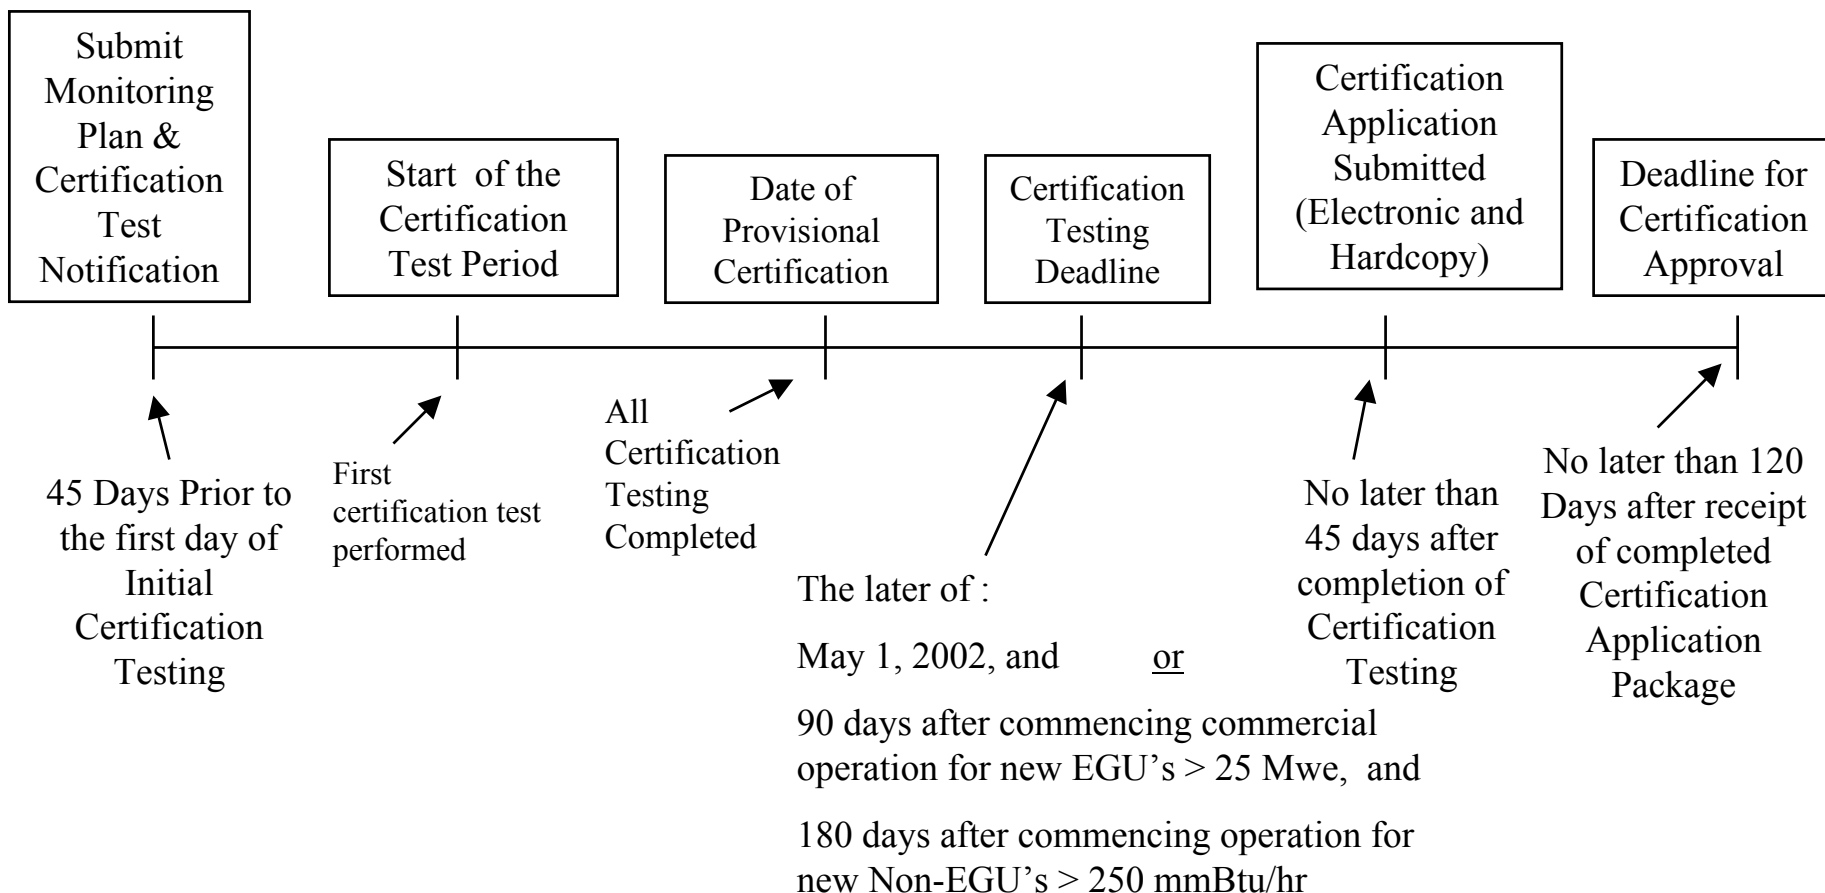 Submit
Monitoring
Plan &
Certification
Test
Notification
Start of the
Certification
Test Period
Date of
Provisional
Certification
Certification
Testing
Deadline
Certification
Application
Submitted
(Electronic and
Hardcopy)
Deadline for
Certification
Approval
45 Days Prior to
the first day of
Initial
Certification
Testing
First
certification test
performed
All
Certification
Testing
Completed
The later of :
May 1, 2002, and or
90 days after commencing commercial
operation for new EGU’s > 25 Mwe, and
180 days after commencing operation for
new Non-EGU’s > 250 mmBtu/hr
No later than
45 days after
completion of
Certification
Testing
No later than 120
Days after receipt
of completed
Certification
Application
Package